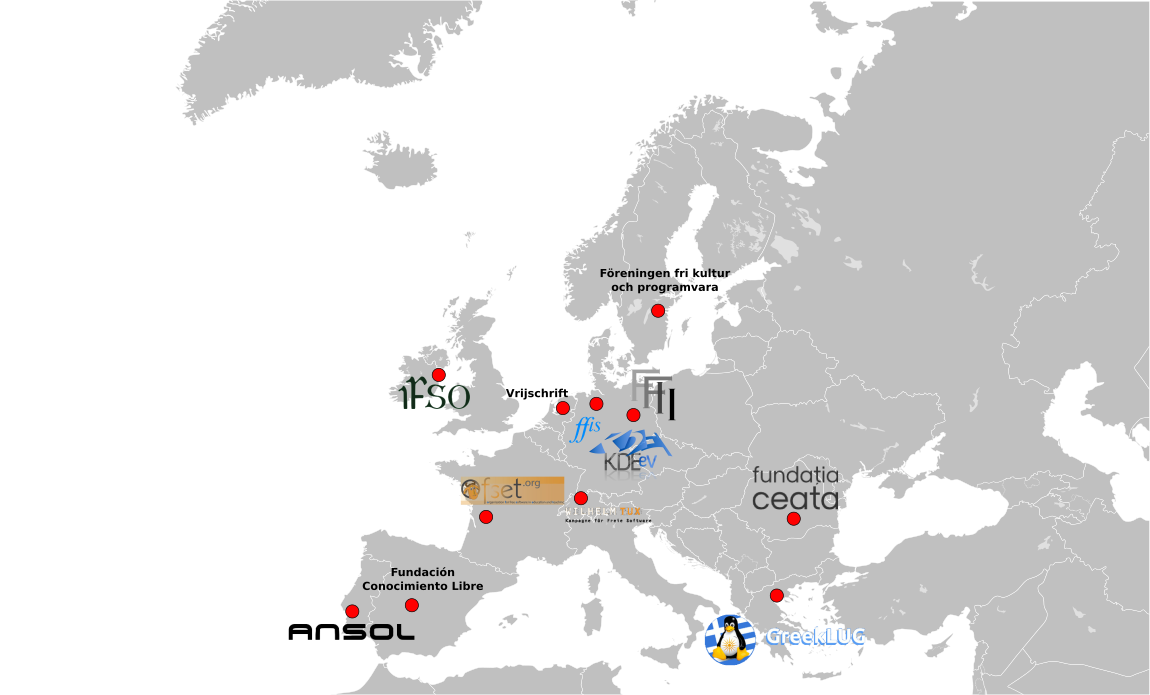 Föreningen fri kultur
och programvara
IFSO
Vrijschrift
FFII
ffis
KDE eV
fundația
ceata
ofset.org
WILHELM TUX
Kampagne für Freie Software
Fundación
Conocimiento Libre
ANSOL
GreekLUG